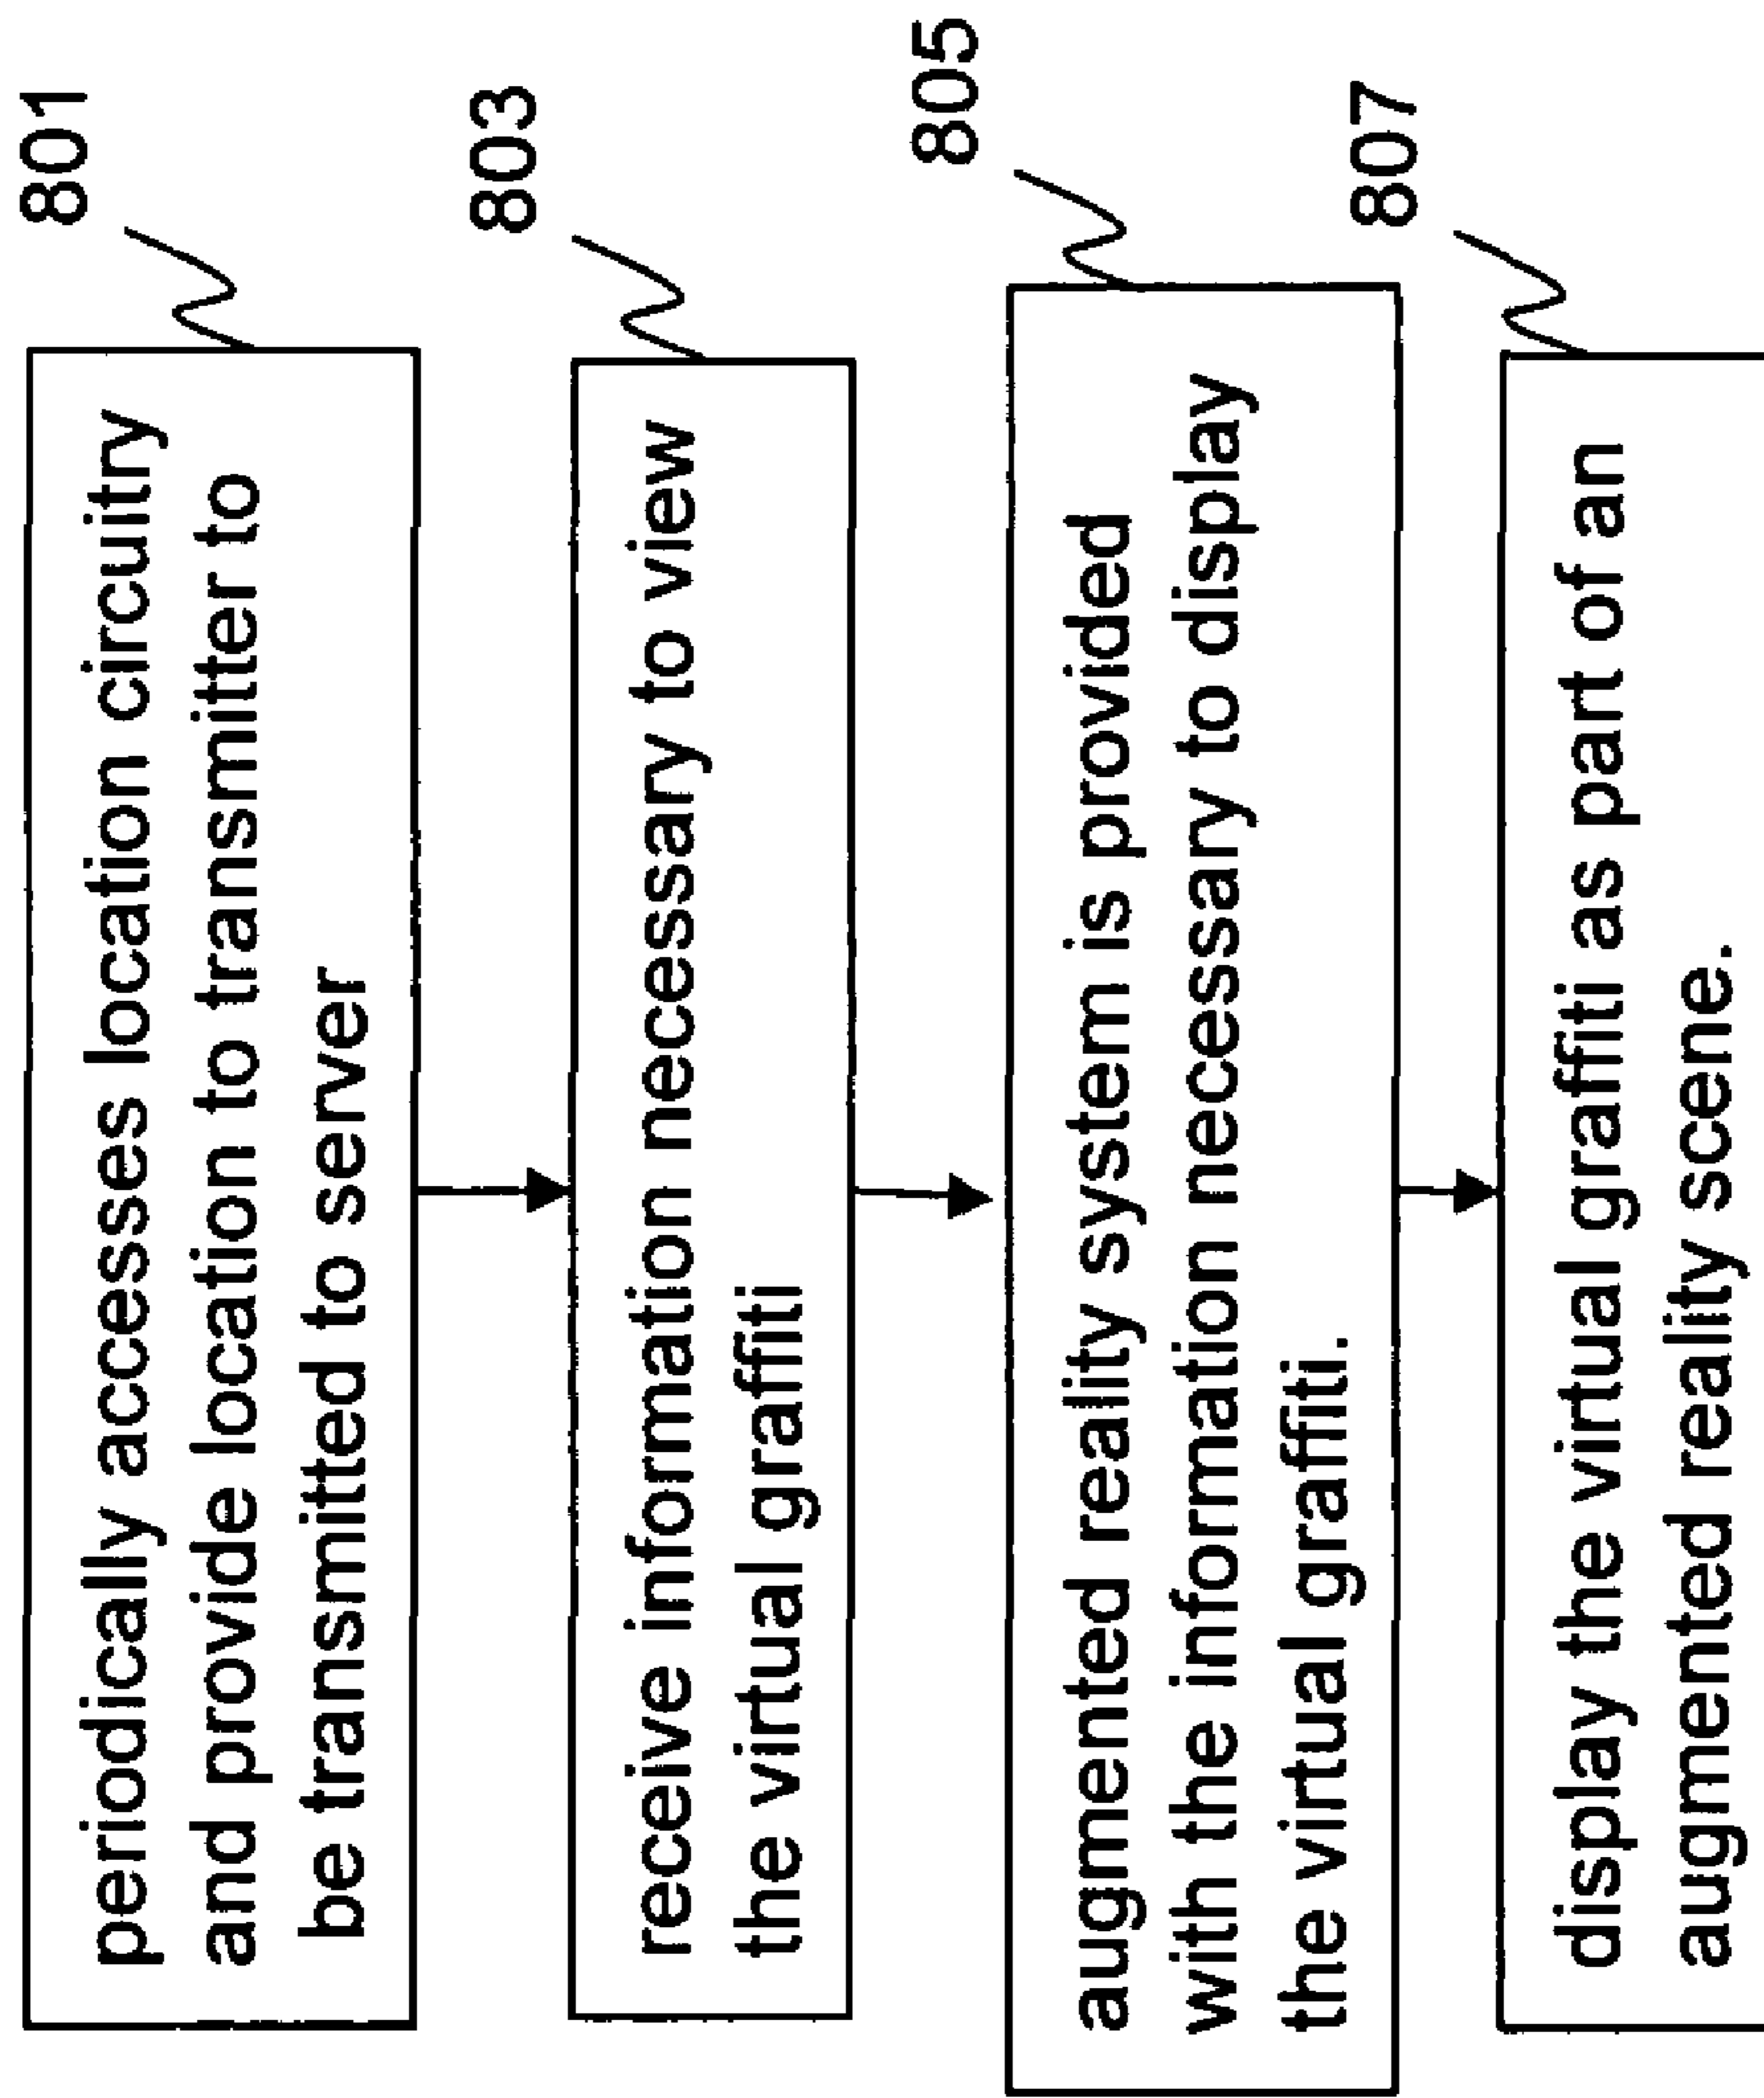 801
periodically accesses location circuitry
and provide location to transmitter to
be transmitted to server
803
receive information necessary to view
the virtual graffiti
805
augmented reality system is provided
with the information necessary to display
the virtual graffiti.
807
display the virtual graffiti as part of an
augmented reality scene.